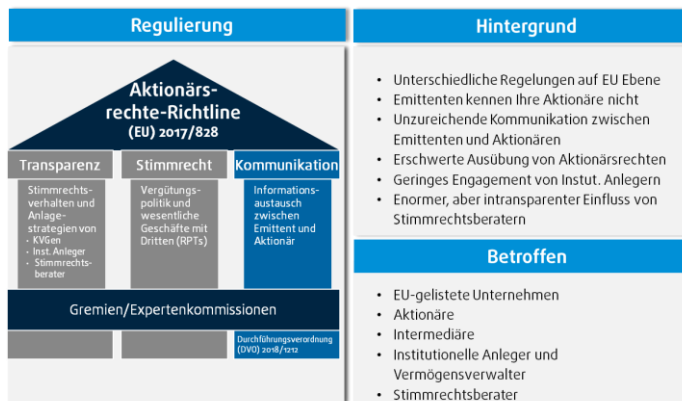 Regulierung
Aktionärs-
rechte-Richtline
(EU) 2017/828
Transparenz
Stimmrechts-
verhalten und
Anlage-
strategien von
• KVGen
• Inst. Anleger
• Stimmrechts-
berater
Stimmrecht
Vergütungs-
politik und
wesentliche
Geschäfte mit
Dritten (RPTs)
Kommunikation
Informations-
austausch
zwischen
Emittent und
Aktionär
Gremien/Expertenkommissionen
Durchführungsverordnung
(DVO) 2018/1212
Hintergrund
• Unterschiedliche Regelungen auf EU Ebene
• Emittenten kennen Ihre Aktionäre nicht
• Unzureichende Kommunikation zwischen
Emittenten und Aktionären
• Erschwerte Ausübung von Aktionärsrechten
• Geringes Engagement von Instut. Anlegern
• Enormer, aber intransparenter Einfluss von
Stimmrechtsberatern
Betroffen
• EU-gelistete Unternehmen
• Aktionäre
• Intermediäre
• Institutionelle Anleger und
Vermögensverwalter
• Stimmrechtsberater